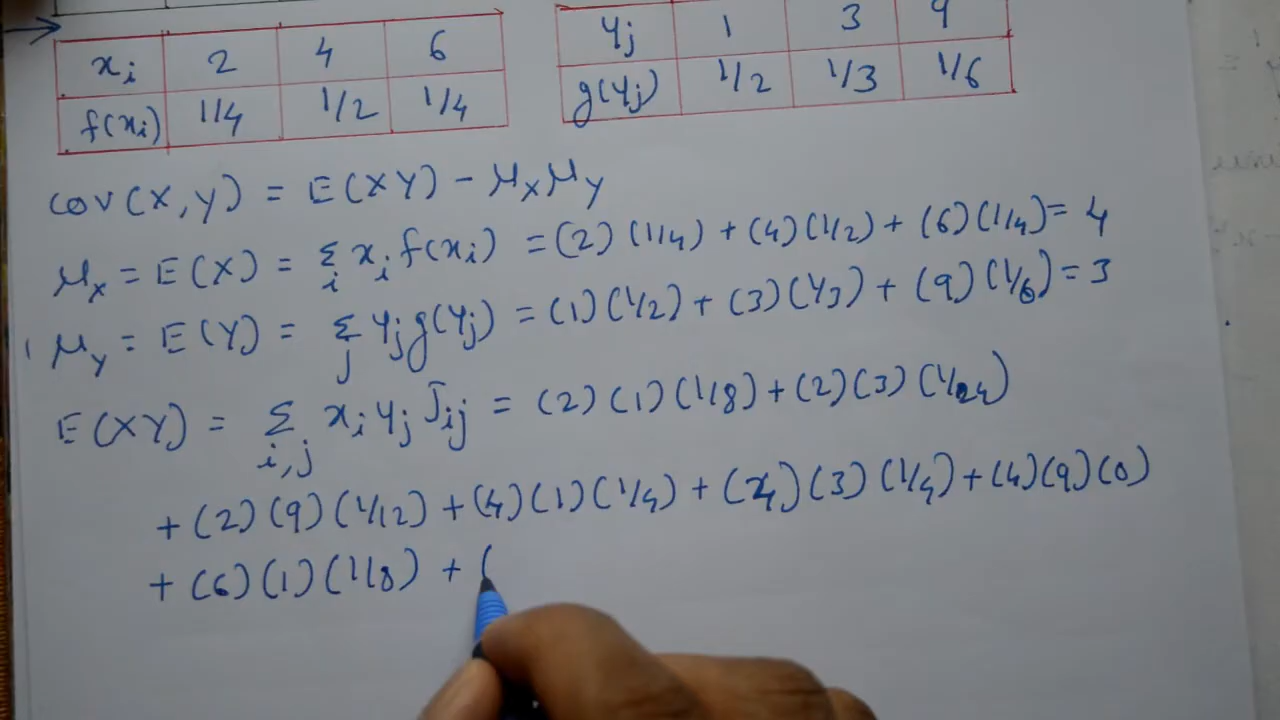 xi 2 4 6
f(xi) 1/4 1/2 1/4
Yj 1 3 9
g(Yj) 1/2 1/3 1/6
cov(X,Y) = E(XY) - μXμY
μx = E(X) = Σi xi f(xi) = (2)(1/4) + (4)(1/2) + (6)(1/4) = 4
μy = E(Y) = Σj Yj g(Yj) = (1)(1/2) + (3)(1/3) + (9)(1/6) = 3
E(XY) = Σi,j xi Yj Jij = (2)(1)(1/8) + (2)(3)(1/24)
+ (2)(9)(1/12) + (4)(1)(1/4) + (4)(3)(1/4) + (4)(9)(0)
+ (6)(1)(1/8) + (